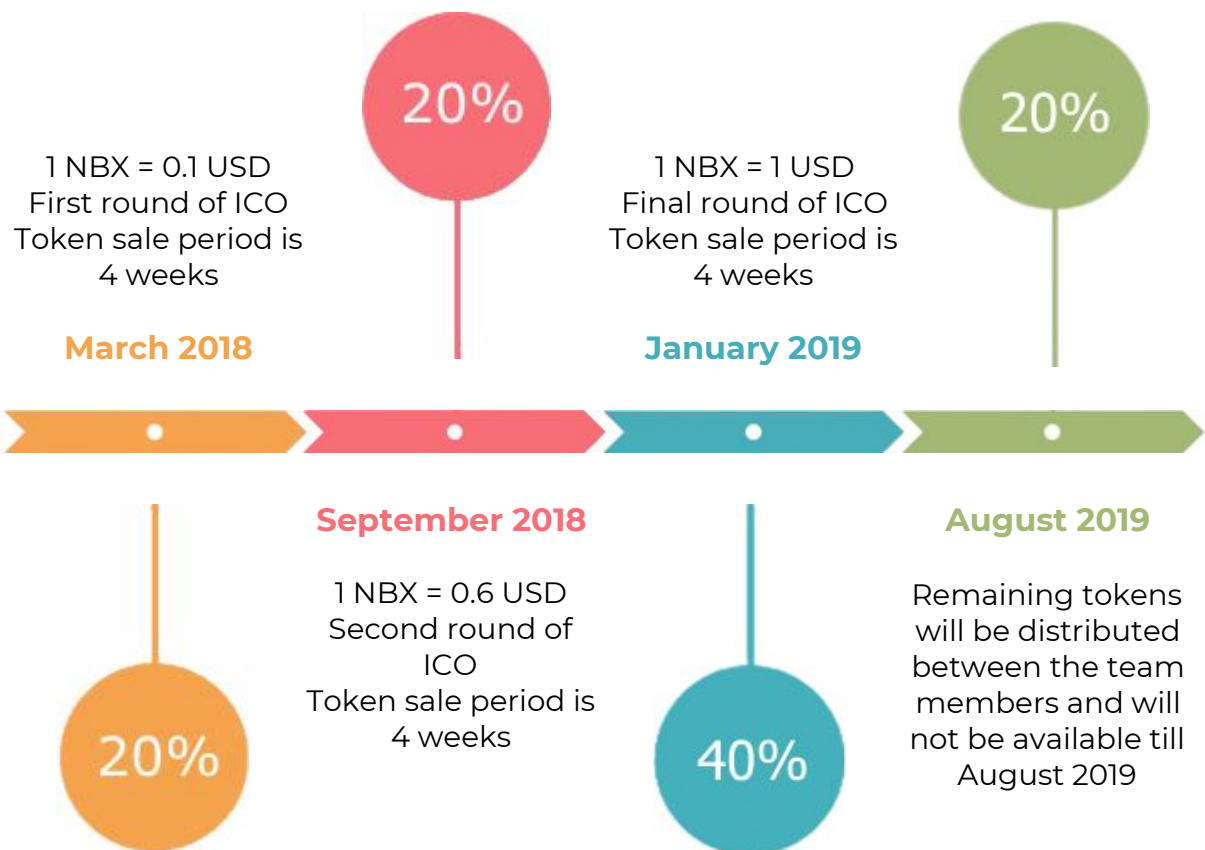 1 NBX = 0.1 USD
First round of ICO
Token sale period is
4 weeks
March 2018
20%
20%
September 2018
1 NBX = 0.6 USD
Second round of
ICO
Token sale period is
4 weeks
1 NBX = 1 USD
Final round of ICO
Token sale period is
4 weeks
January 2019
40%
20%
August 2019
Remaining tokens
will be distributed
between the team
members and will
not be available till
August 2019